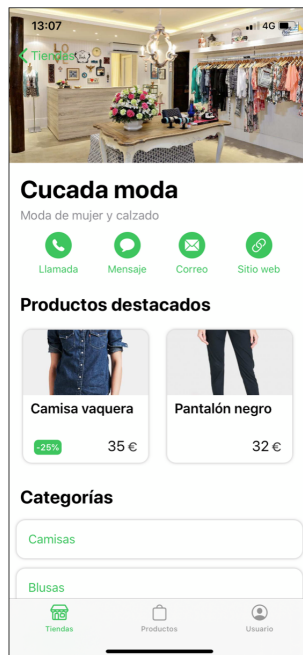 13:07
4G
Tiendas
Cucada moda
Moda de mujer y calzado
Llamada
Mensaje
Correo
Sitio web
Productos destacados
Camisa vaquera
Pantalón negro
-25%
35 €
32 €
Categorías
Camisas
Blusas
Tiendas
Productos
Usuario